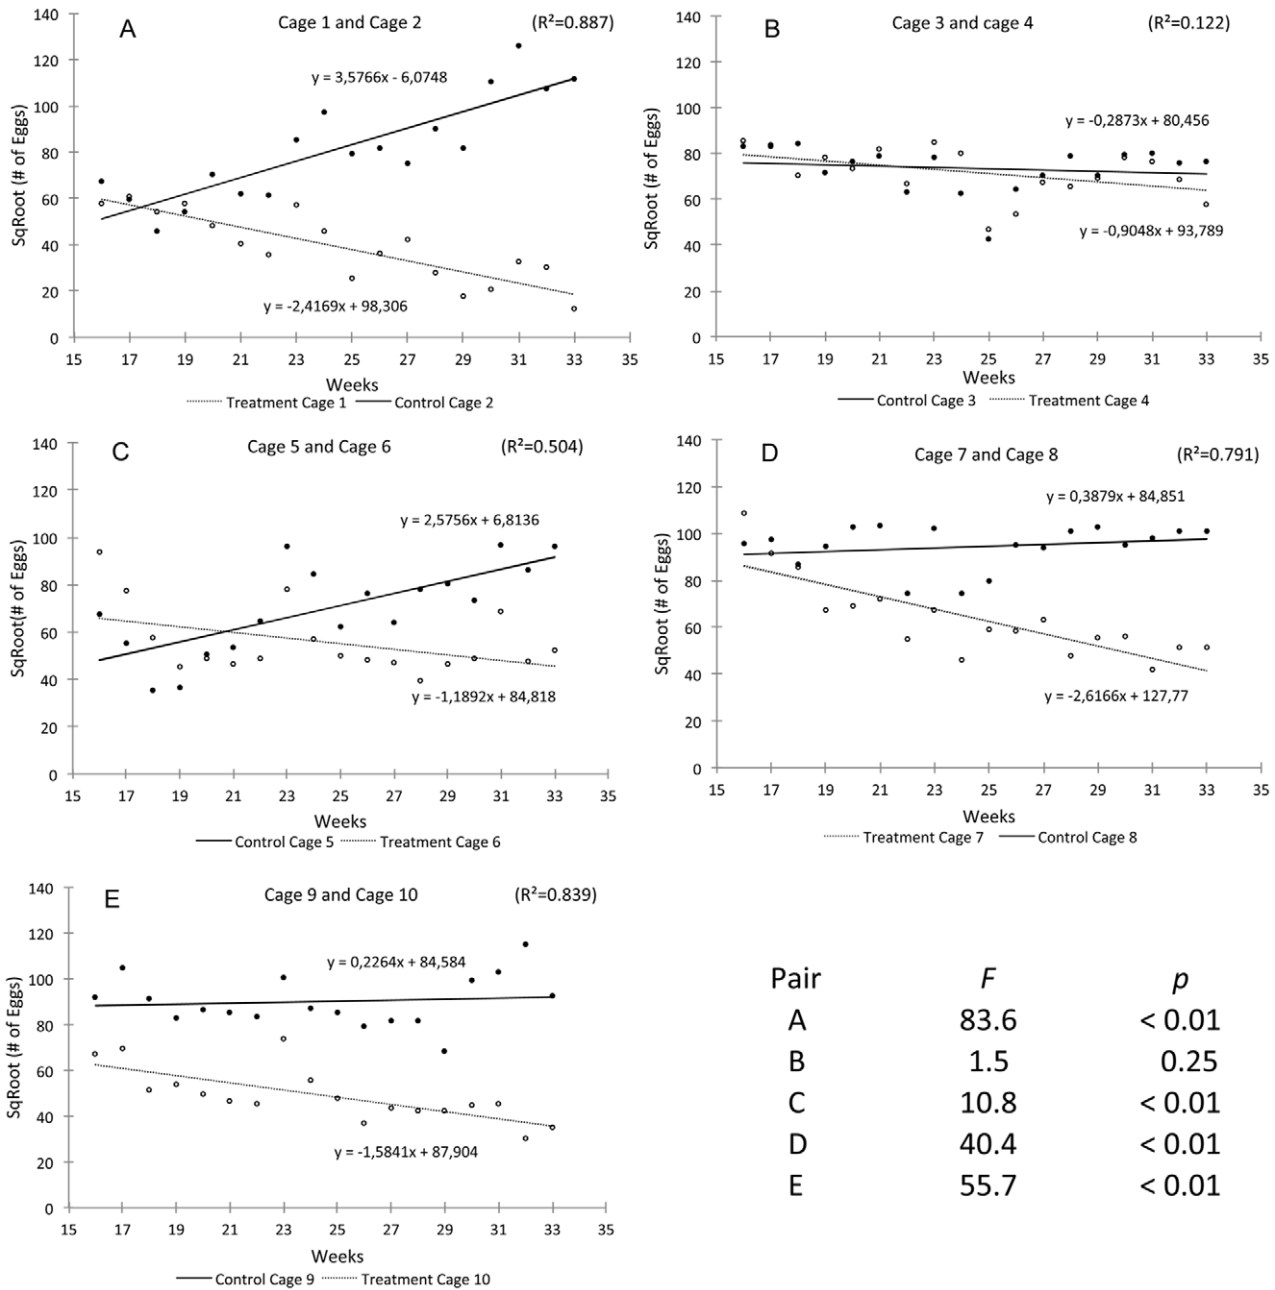 A
Cage 1 and Cage 2
(R²=0.887)
SqRoot (# of Eggs)
140
120
100
80
60
40
20
0
y = 3,5766x - 6,0748
y = -2,4169x + 98,306
15 17 19 21 23 25 27 29 31 33 35
Weeks
Treatment Cage 1 Control Cage 2
B
Cage 3 and cage 4
(R²=0.122)
SqRoot (# of Eggs)
140
120
100
80
60
40
20
0
y = -0,2873x + 80,456
y = -0,9048x + 93,789
15 17 19 21 23 25 27 29 31 33 35
Weeks
Control Cage 3 Treatment Cage 4
C
Cage 5 and Cage 6
(R²=0.504)
SqRoot(# of Eggs)
140
120
100
80
60
40
20
0
y = 2,5756x + 6,8136
y = -1,1892x + 84,818
15 17 19 21 23 25 27 29 31 33 35
Weeks
Control Cage 5 Treatment Cage 6
D
Cage 7 and Cage 8
(R²=0.791)
SqRoot (# of Eggs)
140
120
100
80
60
40
20
0
y = 0,3879x + 84,851
y = -2,6166x + 127,77
15 17 19 21 23 25 27 29 31 33 35
Weeks
Treatment Cage 7 Control Cage 8
E
Cage 9 and Cage 10
(R²=0.839)
SqRoot (# of Eggs)
140
120
100
80
60
40
20
0
y = 0,2264x + 84,584
y = -1,5841x + 87,904
15 17 19 21 23 25 27 29 31 33 35
Weeks
Control Cage 9 Treatment Cage 10
Pair F p
A 83.6 < 0.01
B 1.5 0.25
C 10.8 < 0.01
D 40.4 < 0.01
E 55.7 < 0.01